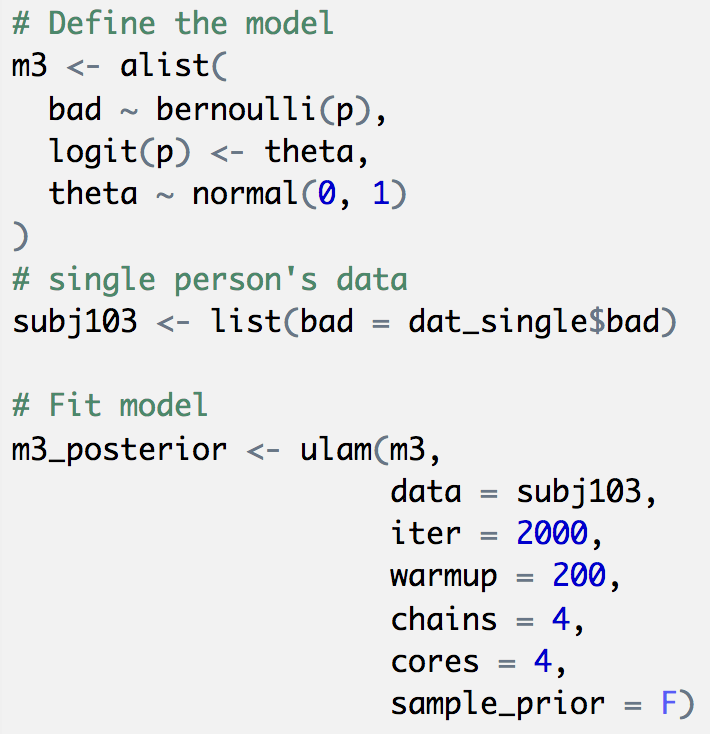 # Define the model
m3 <- alist(
  bad ~ bernoulli(p),
  logit(p) <- theta,
  theta ~ normal(0, 1)
)
# single person's data
subj103 <- list(bad = dat_single$bad)

# Fit model
m3_posterior <- ulam(m3,
                  data = subj103,
                  iter = 2000,
                  warmup = 200,
                  chains = 4,
                  cores = 4,
                  sample_prior = F)